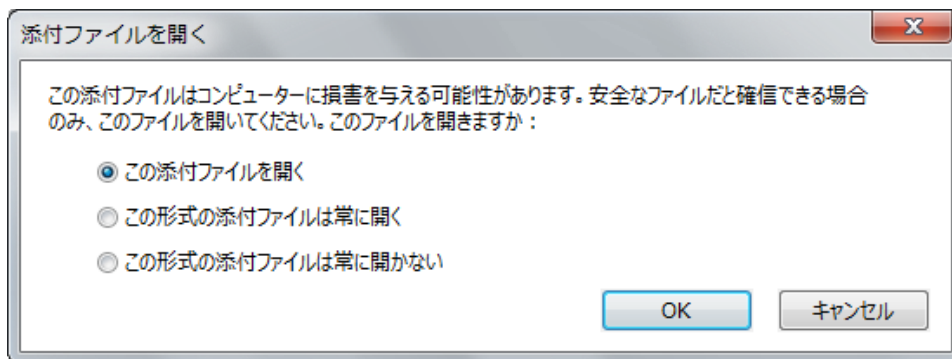 添付ファイルを開く
この添付ファイルはコンピューターに損害を与える可能性があります。安全なファイルだと確信できる場合
のみ、このファイルを開いてください。このファイルを開きますか：
この添付ファイルを開く
この形式の添付ファイルは常に開く
この形式の添付ファイルは常に開かない
OK キャンセル